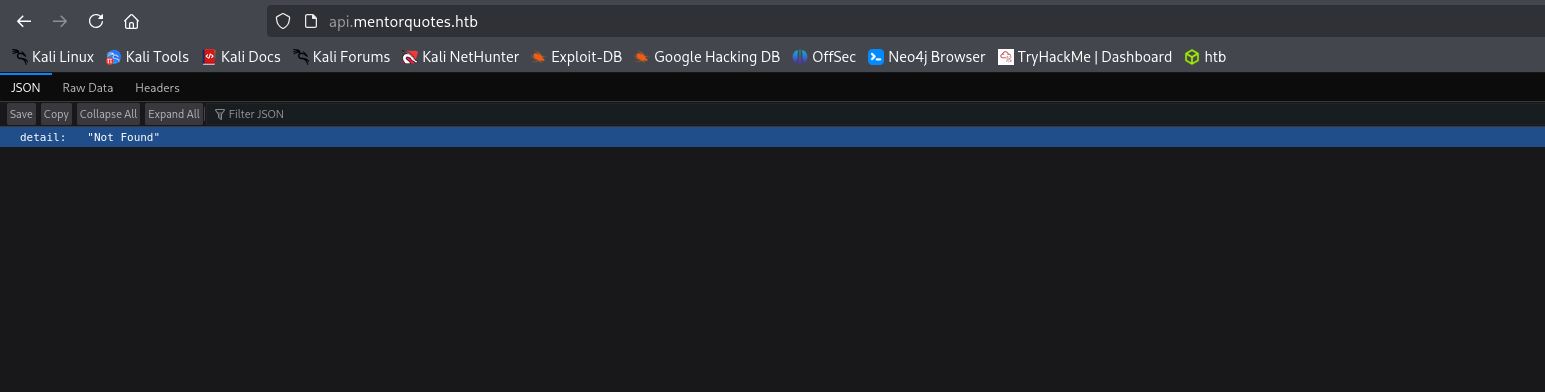 api.mentorquotes.htb
Kali Linux Kali Tools Kali Docs Kali Forums Kali NetHunter Exploit-DB Google Hacking DB OffSec Neo4j Browser TryHackMe | Dashboard htb
JSON Raw Data Headers
Save Copy Collapse All Expand All Filter JSON
detail: "Not Found"